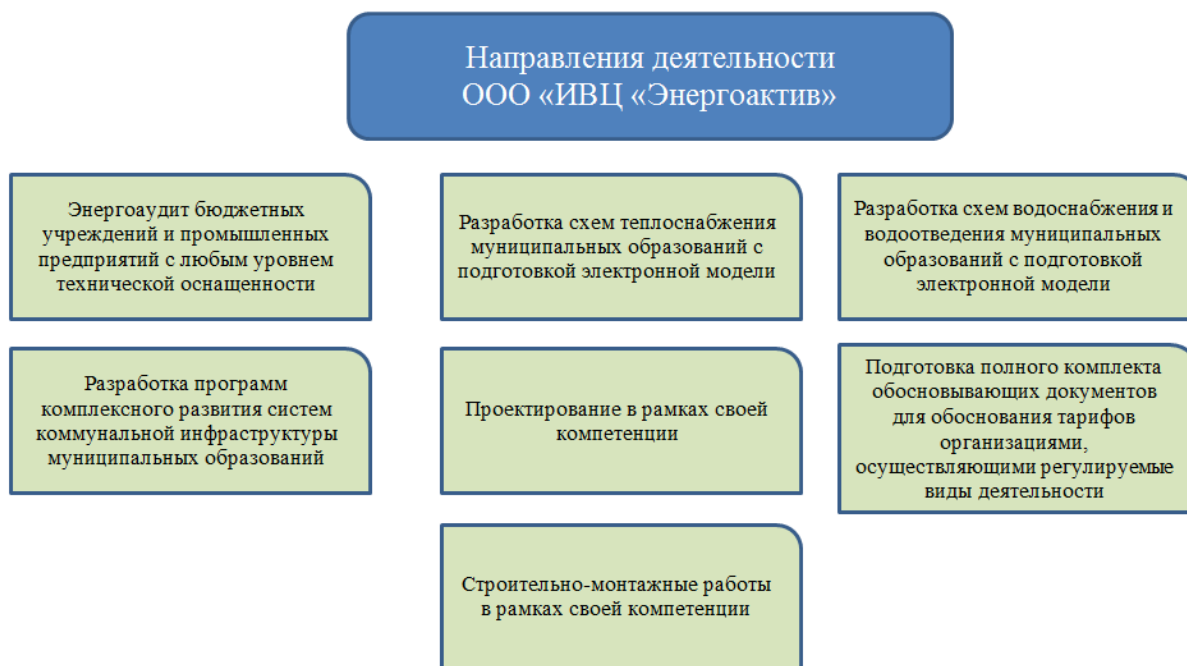 Направления деятельности
ООО «ИВЦ «Энергоактив»
Энергоаудит бюджетных
учреждений и промышленных
предприятий с любым уровнем
технической оснащенности
Разработка схем теплоснабжения
муниципальных образований с
подготовкой электронной модели
Разработка схем водоснабжения и
водоотведения муниципальных
образований с подготовкой
электронной модели
Разработка программ
комплексного развития систем
коммунальной инфраструктуры
муниципальных образований
Проектирование в рамках своей
компетенции
Подготовка полного комплекта
обосновывающих документов
для обоснования тарифов
организациями,
осуществляющими регулируемые
виды деятельности
Строительно-монтажные работы
в рамках своей компетенции